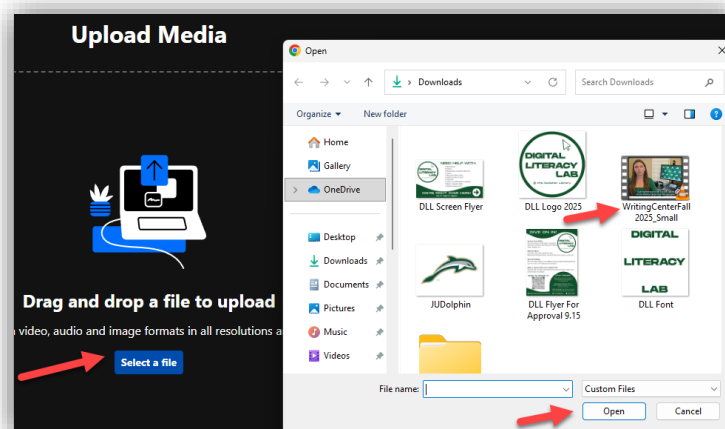 Upload Media
Drag and drop a file to upload
video, audio and image formats in all resolutions a
Select a file
Open
Downloads
Search Downloads
Organize
New folder
Home
Gallery
OneDrive
Desktop
Downloads
Documents
Pictures
Music
Videos
DLL Screen Flyer
DIGITAL
LITERACY
LAB
DLL Logo 2025
WritingCenterFall
2025_Small
JUDolphin
DLL Flyer For
Approval 9.15
DIGITAL
LITERACY
LAB
DLL Font
File name:
Custom Files
Open
Cancel